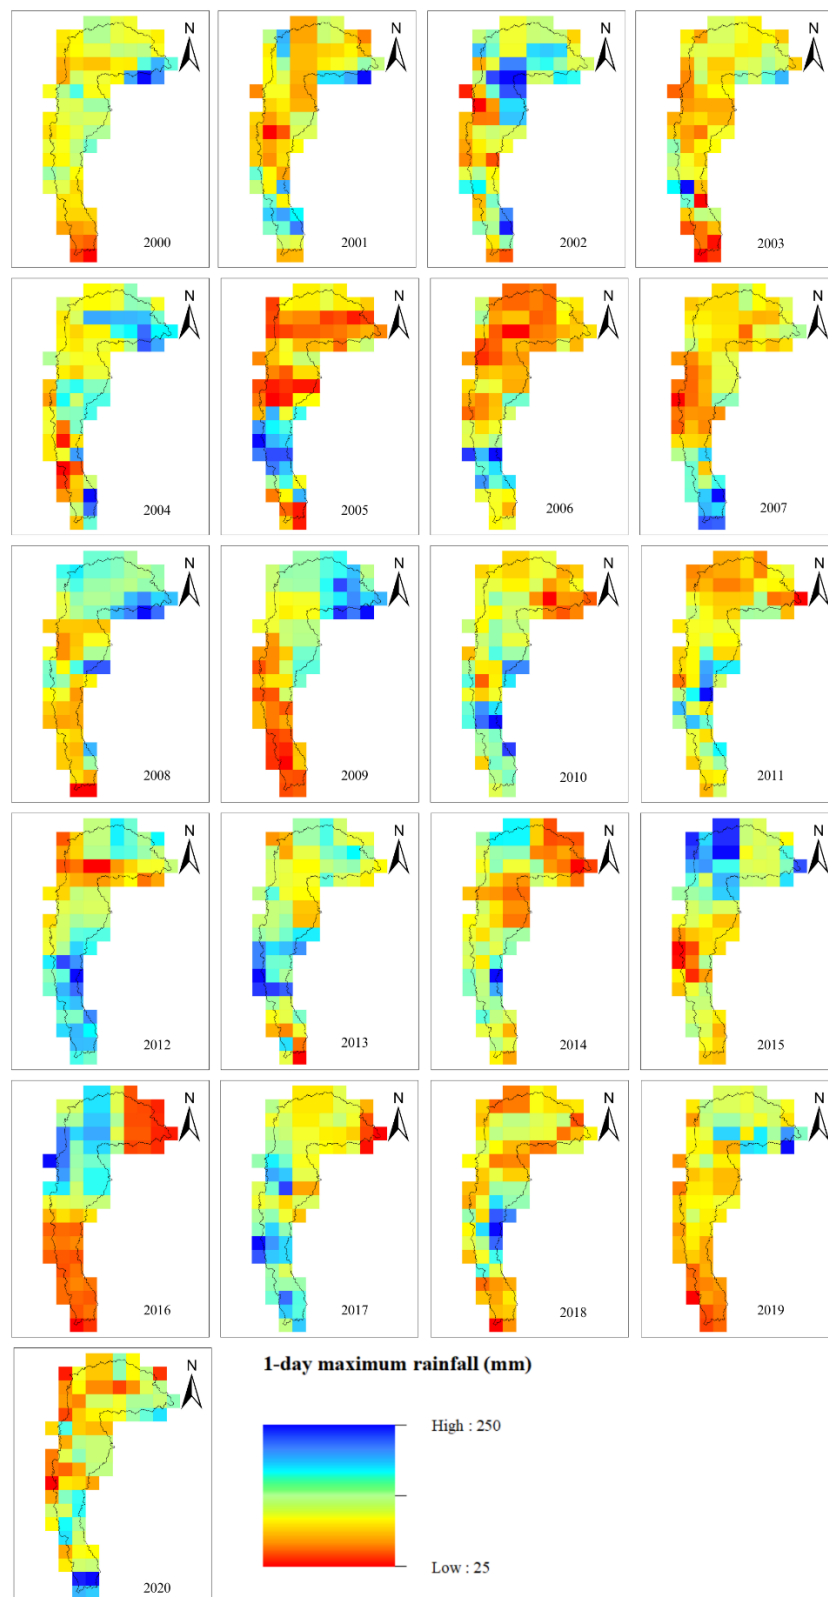 N N N N
2000 2001 2002 2003
N N N N
2004 2005 2006 2007
N N N N
2008 2009 2010 2011
N N N N
2012 2013 2014 2015
N N N N
2016 2017 2018 2019
N
2020
1-day maximum rainfall (mm)
High : 250
Low : 25